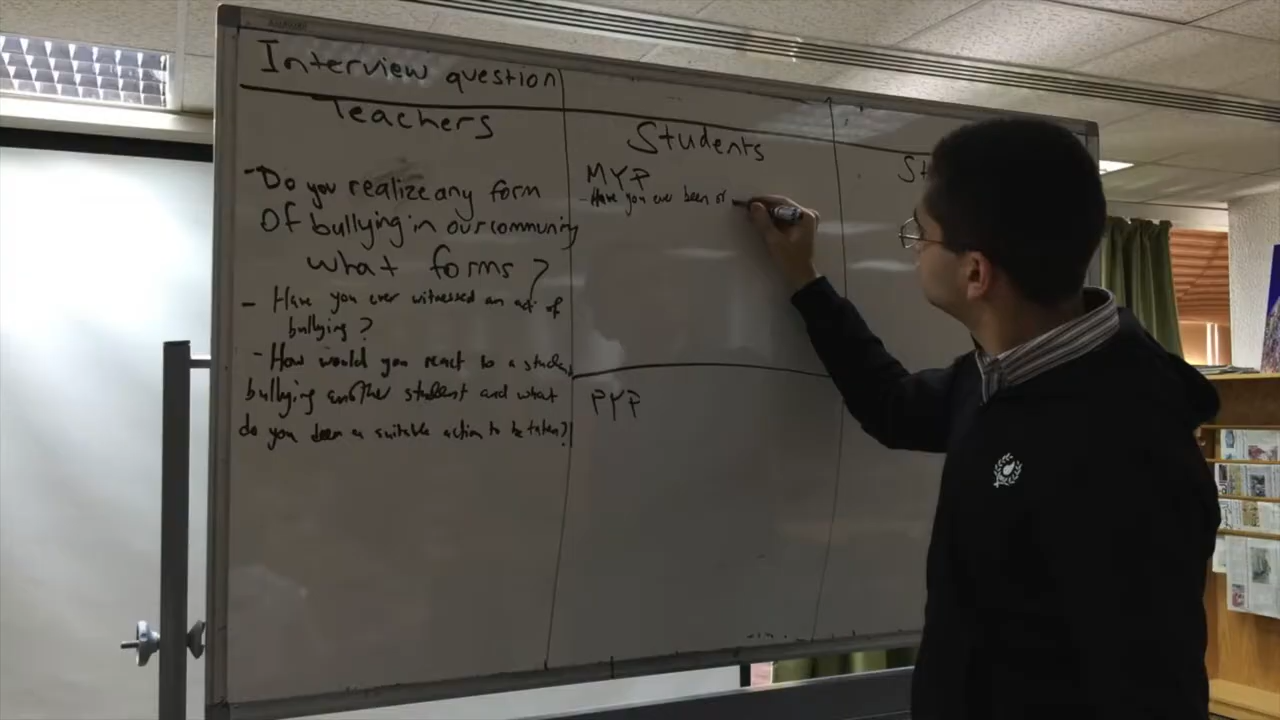 Interview question
Teachers
-Do you realize any form
Of bullying in our community
what forms?
- Have you ever witnessed an act of
bullying?
- How would you react to a student
bullying another student and what
do you deem a suitable action to be taken?
Students
MYP
- Have you ever been or
PYP
St